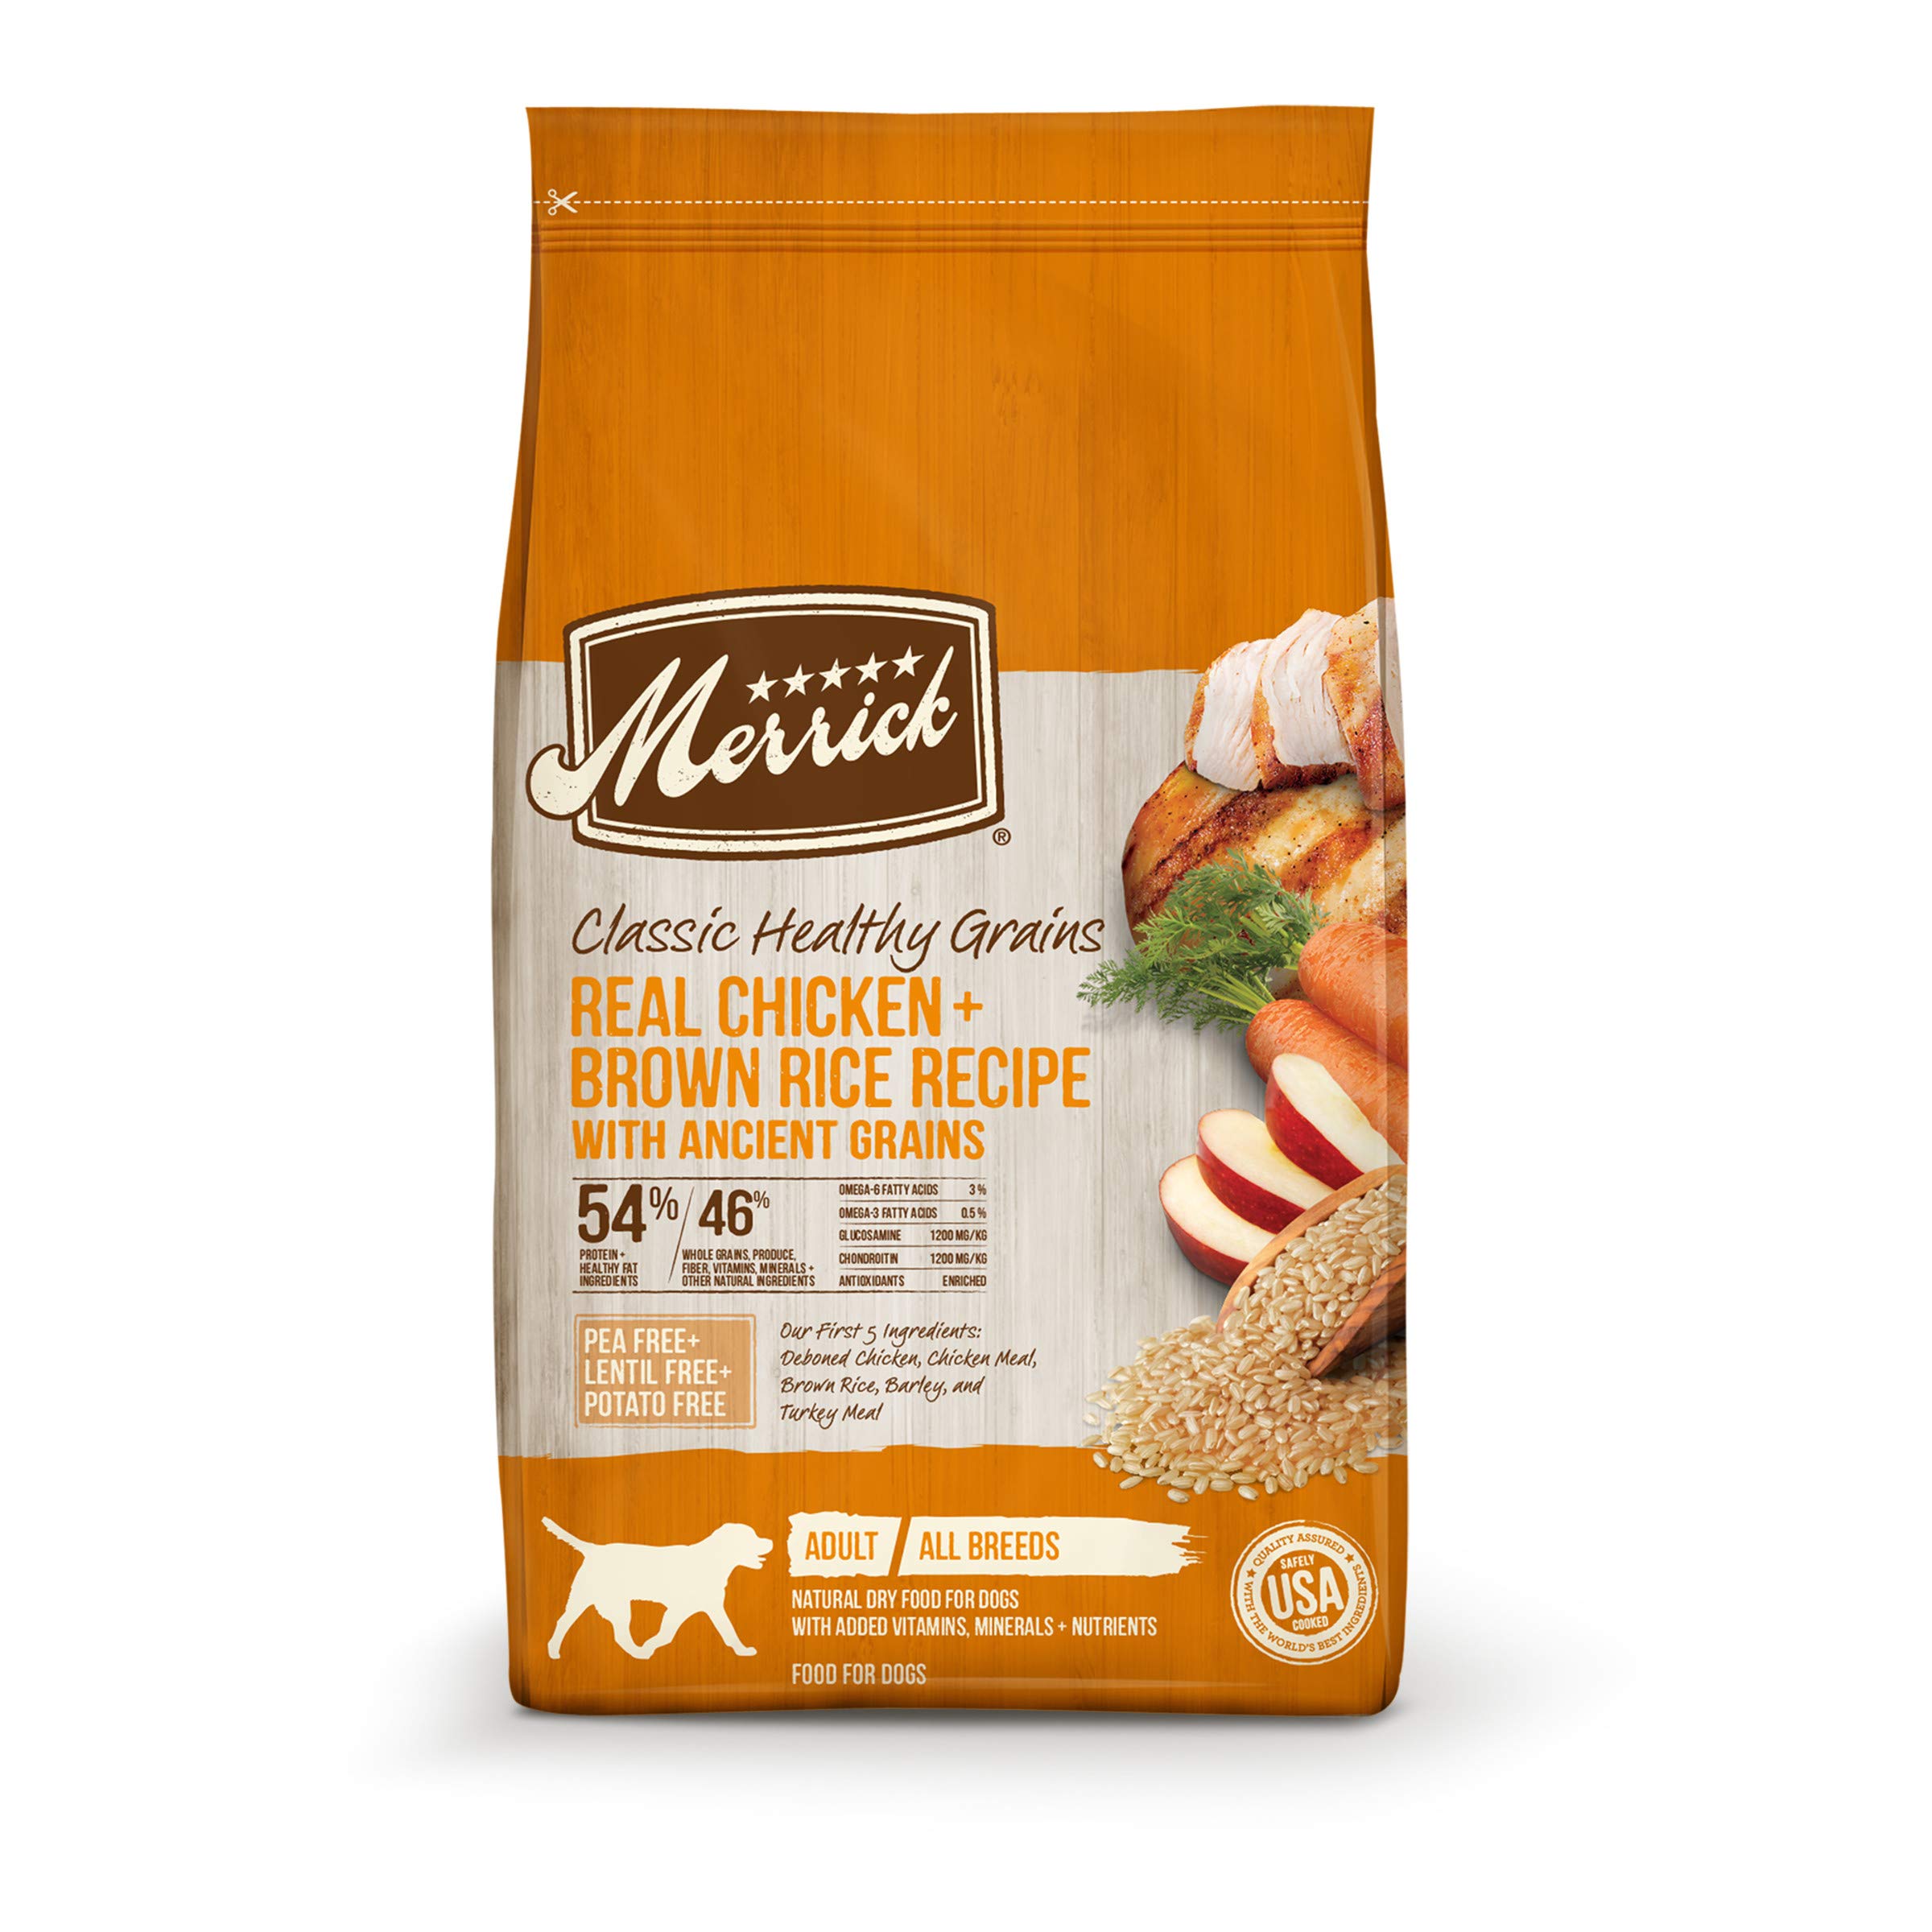 Merrick
®
Classic Healthy Grains
REAL CHICKEN +
BROWN RICE RECIPE
WITH ANCIENT GRAINS
54% / 46%
PROTEIN +
HEALTHY FAT
INGREDIENTS
WHOLE GRAINS, PRODUCE,
FIBER, VITAMINS, MINERALS +
OTHER NATURAL INGREDIENTS
OMEGA-6 FATTY ACIDS 3%
OMEGA-3 FATTY ACIDS 0.5%
GLUCOSAMINE 1200 MG/KG
CHONDROITIN 1200 MG/KG
ANTIOXIDANTS ENRICHED
PEA FREE+
LENTIL FREE+
POTATO FREE
Our First 5 Ingredients:
Deboned Chicken, Chicken Meal,
Brown Rice, Barley, and
Turkey Meal
ADULT / ALL BREEDS
NATURAL DRY FOOD FOR DOGS
WITH ADDED VITAMINS, MINERALS + NUTRIENTS
FOOD FOR DOGS
QUALITY ASSURED
SAFELY
USA
COOKED
WITH THE WORLD'S BEST INGREDIENTS